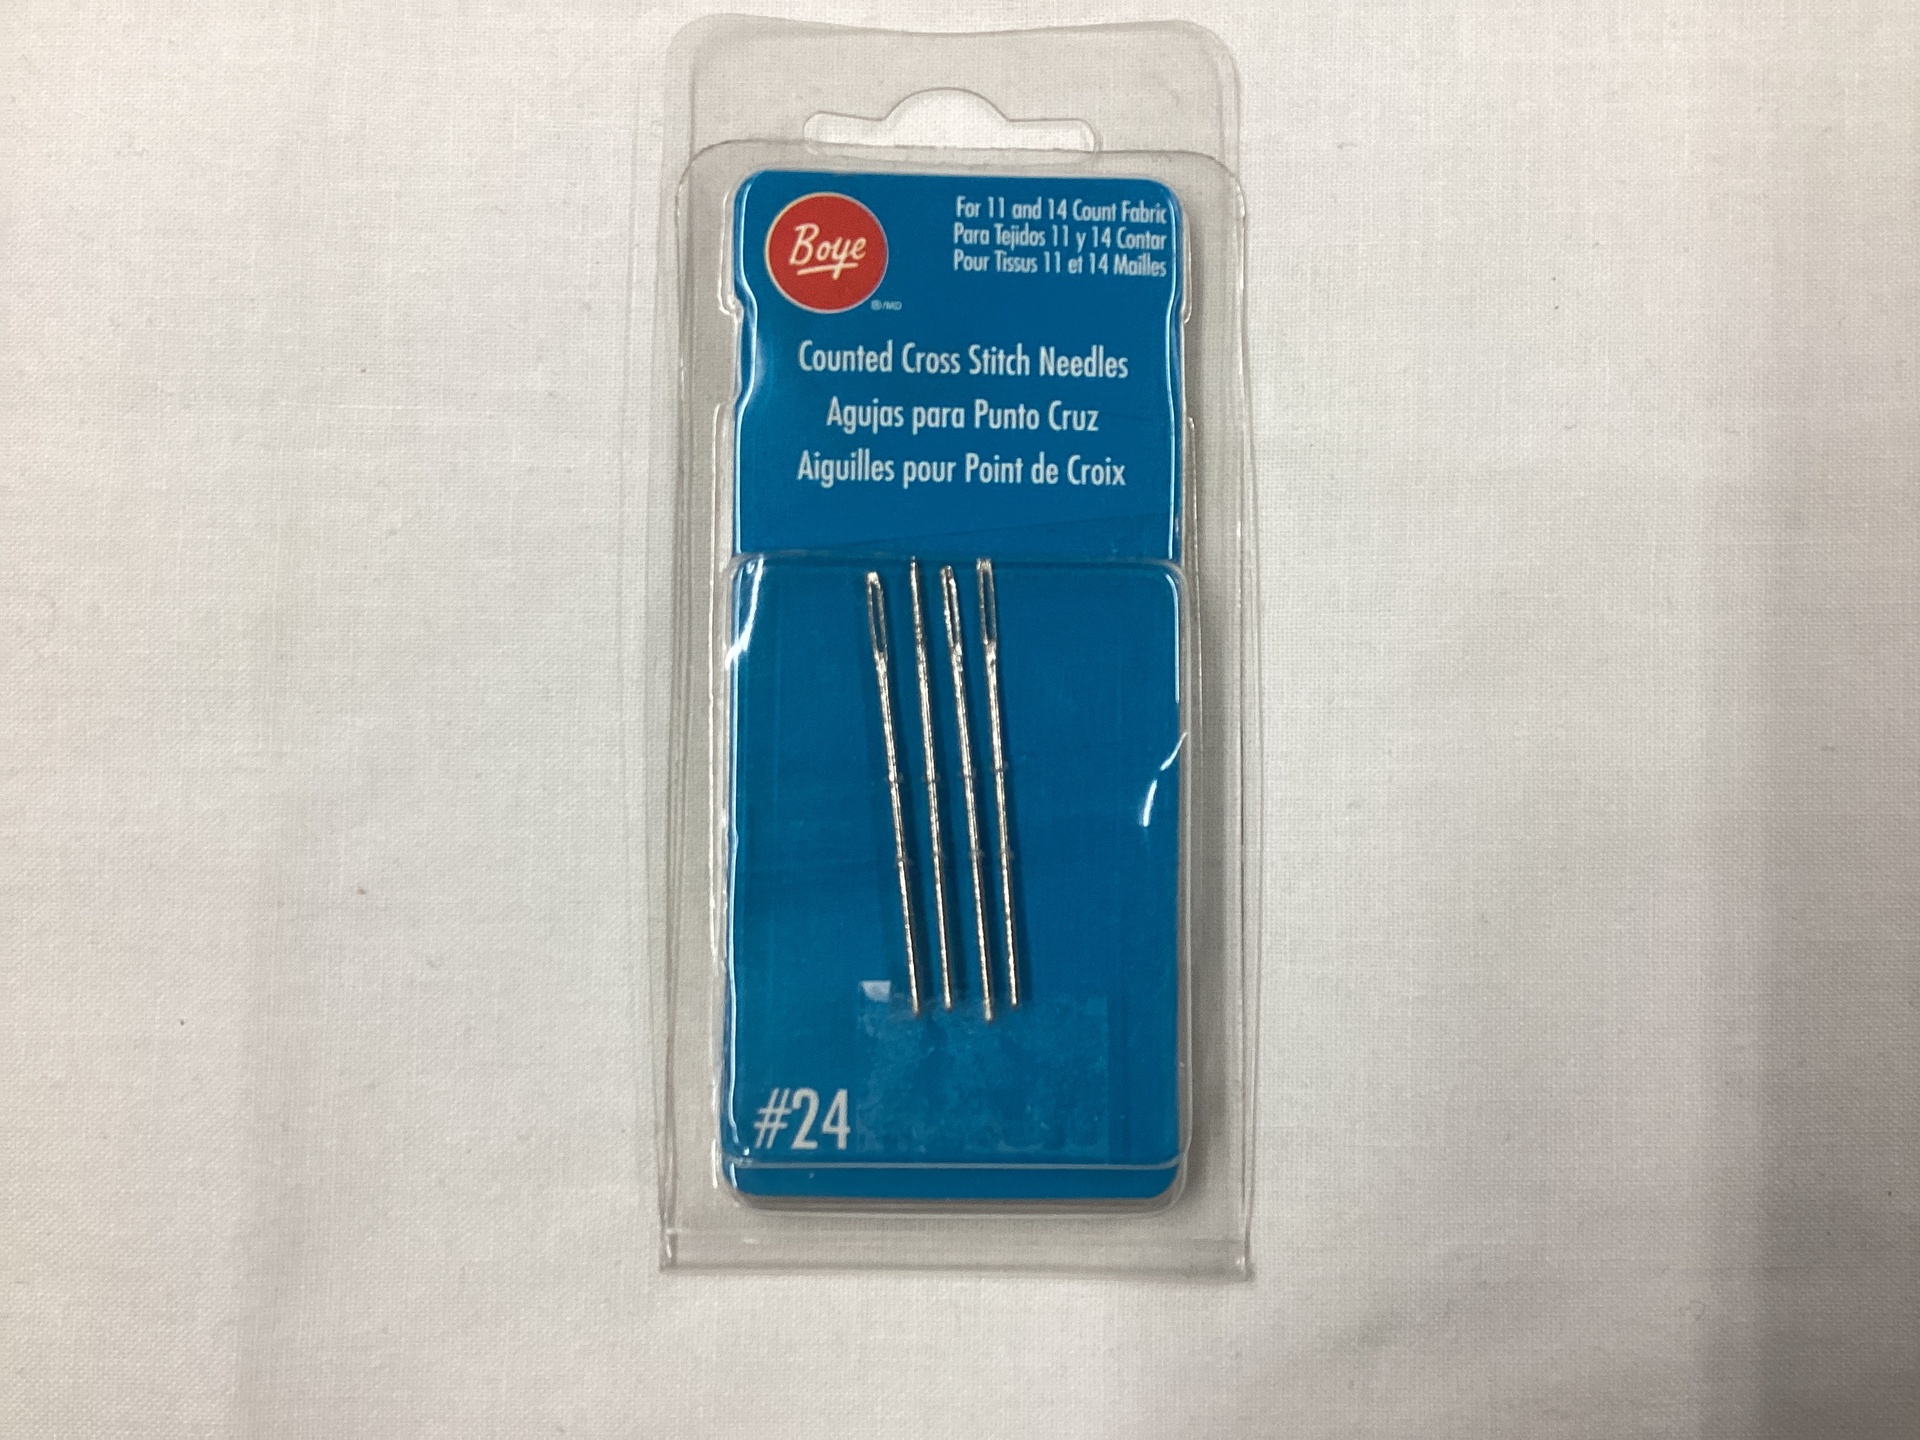 Boye
®/MD
For 11 and 14 Count Fabric
Para Tejidos 11 y 14 Contar
Pour Tissus 11 et 14 Mailles
Counted Cross Stitch Needles
Agujas para Punto Cruz
Aiguilles pour Point de Croix
#24